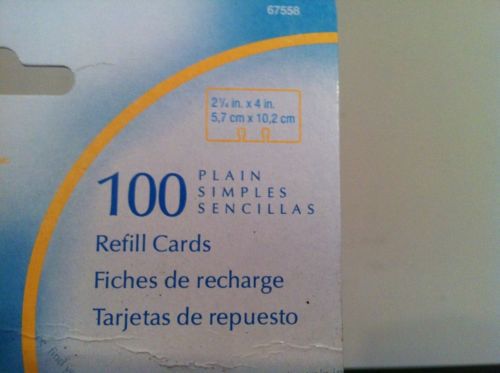 67558
2¼ in. x 4 in.
5,7 cm x 10,2 cm
100
PLAIN
SIMPLES
SENCILLAS
Refill Cards
Fiches de recharge
Tarjetas de repuesto